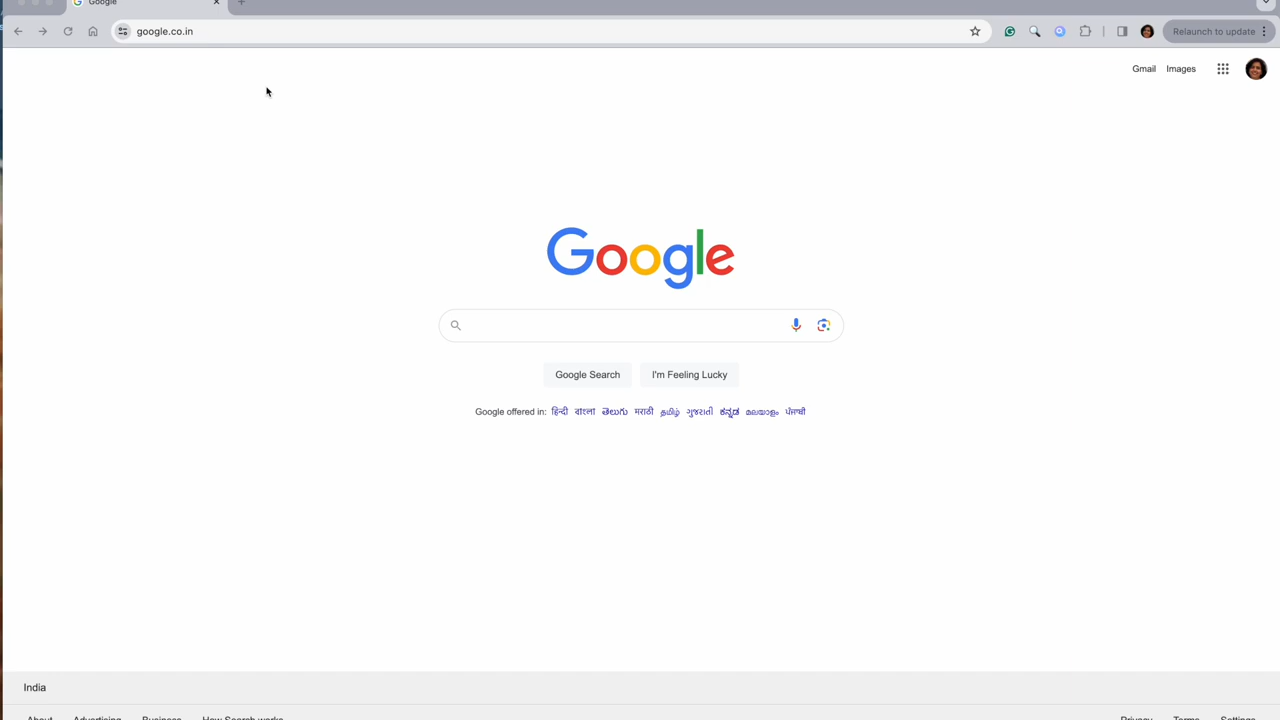 Google
google.co.in
Relaunch to update
Gmail Images
Google
Google Search I'm Feeling Lucky
Google offered in: हिन्दी বাংলা తెలుగు मराठी தமிழ் ગુજરાતી ಕನ್ನಡ മലയാളം ਪੰਜਾਬੀ
India
About Advertising Business How Search works Privacy Terms Settings